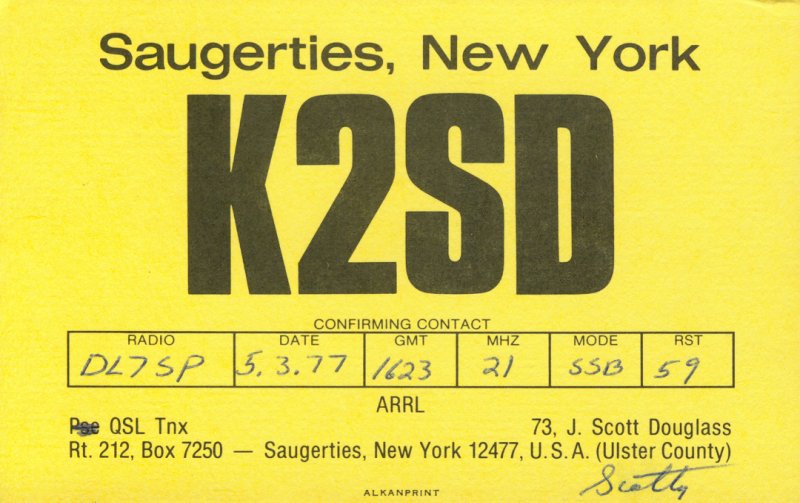 Saugerties, New York
K2SD
CONFIRMING CONTACT
RADIO DATE GMT MHZ MODE RST
DL7SP 5.3.77 1623 21 SSB 59
ARRL
Pse QSL Tnx 73, J. Scott Douglass
Rt. 212, Box 7250 — Saugerties, New York 12477, U.S.A. (Ulster County)
Scotty
ALKANPRINT